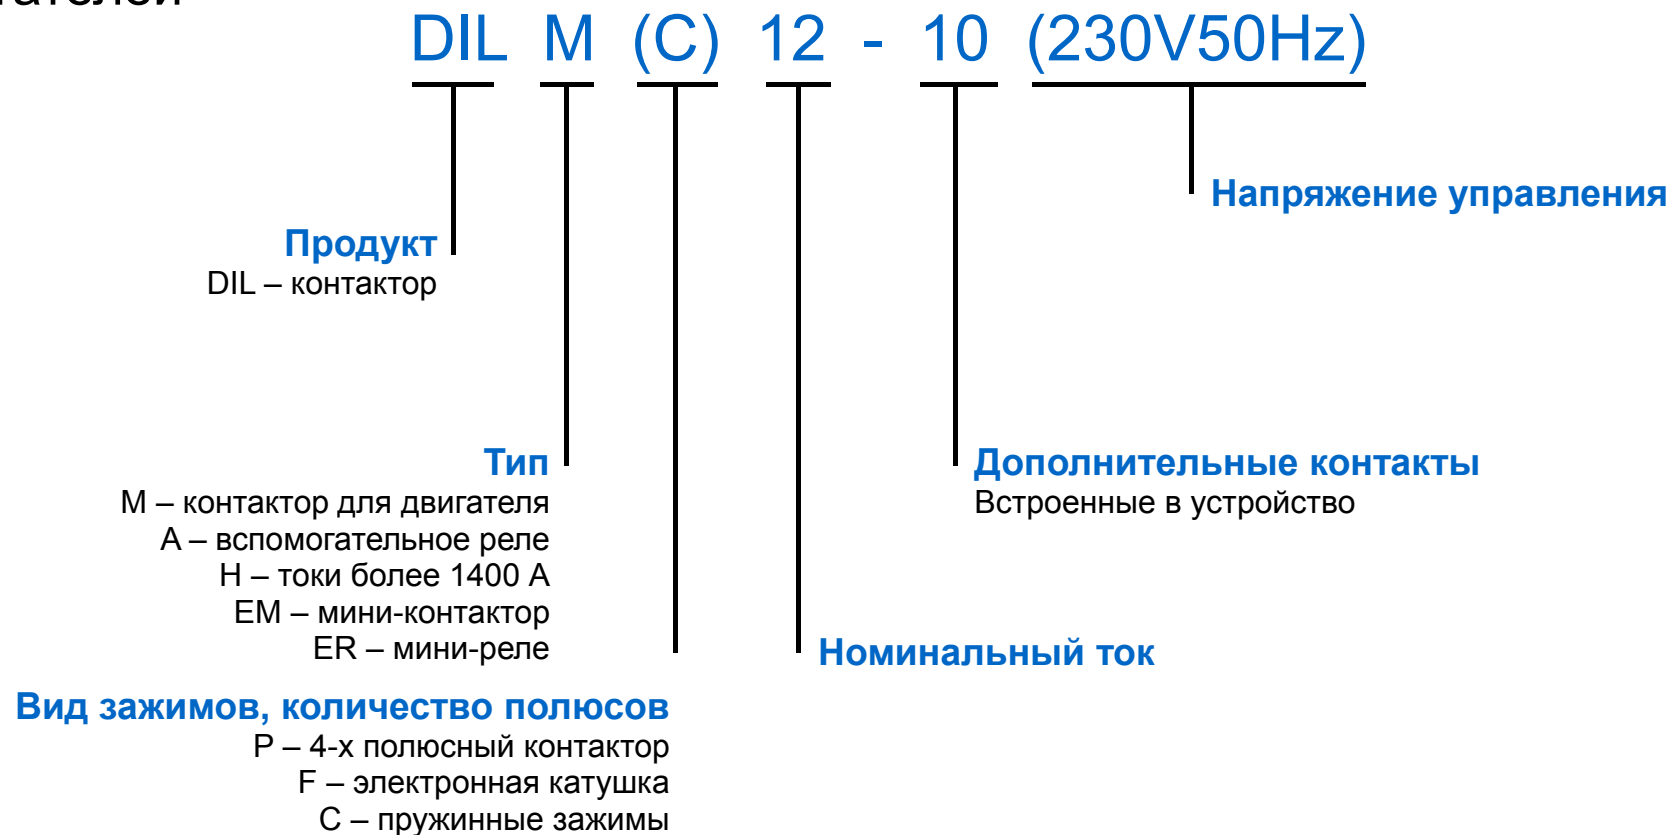 DIL M (C) 12 - 10 (230V50Hz)
Напряжение управления
Продукт
DIL – контактор
Тип
M – контактор для двигателя
A – вспомогательное реле
H – токи более 1400 А
EM – мини-контактор
ER – мини-реле
Дополнительные контакты
Встроенные в устройство
Номинальный ток
Вид зажимов, количество полюсов
P – 4-х полюсный контактор
F – электронная катушка
C – пружинные зажимы